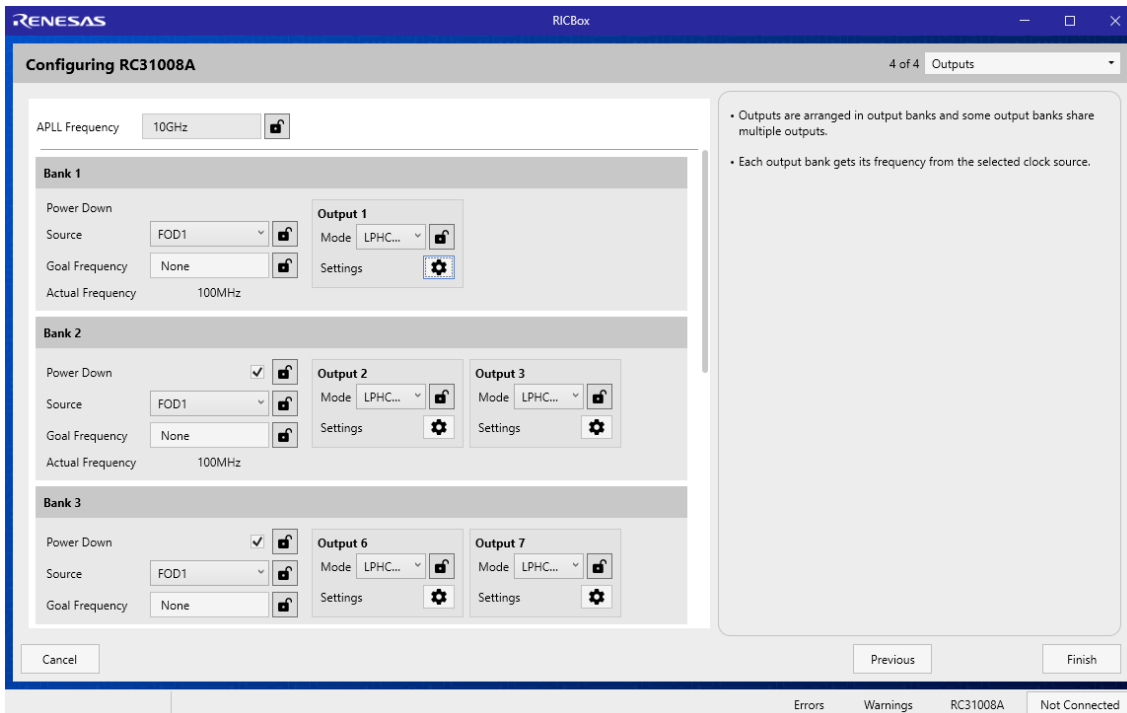 RENESAS
RICBox
Configuring RC31008A
4 of 4 Outputs
APLL Frequency 10GHz
Bank 1
Power Down
Source FOD1
Goal Frequency None
Actual Frequency 100MHz
Output 1
Mode LPHC...
Settings
Bank 2
Power Down
Source FOD1
Goal Frequency None
Actual Frequency 100MHz
Output 2
Mode LPHC...
Settings
Output 3
Mode LPHC...
Settings
Bank 3
Power Down
Source FOD1
Goal Frequency None
Output 6
Mode LPHC...
Settings
Output 7
Mode LPHC...
Settings
• Outputs are arranged in output banks and some output banks share
multiple outputs.
• Each output bank gets its frequency from the selected clock source.
Cancel
Previous
Finish
Errors Warnings RC31008A Not Connected